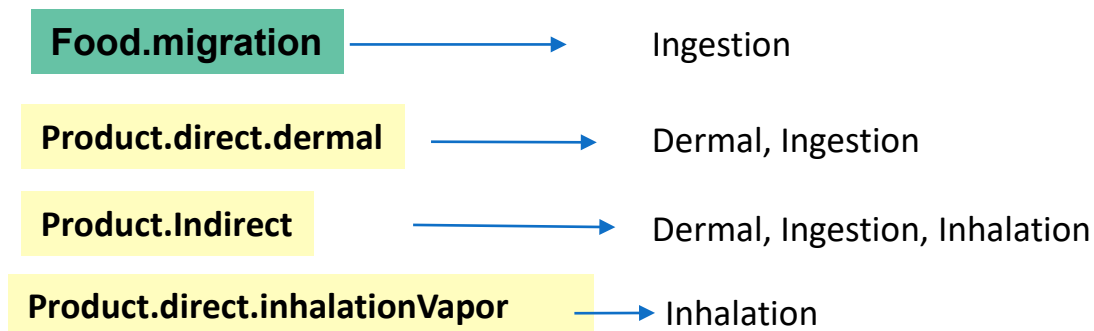 Food.migration Ingestion
Product.direct.dermal Dermal, Ingestion
Product.Indirect Dermal, Ingestion, Inhalation
Product.direct.inhalationVapor Inhalation